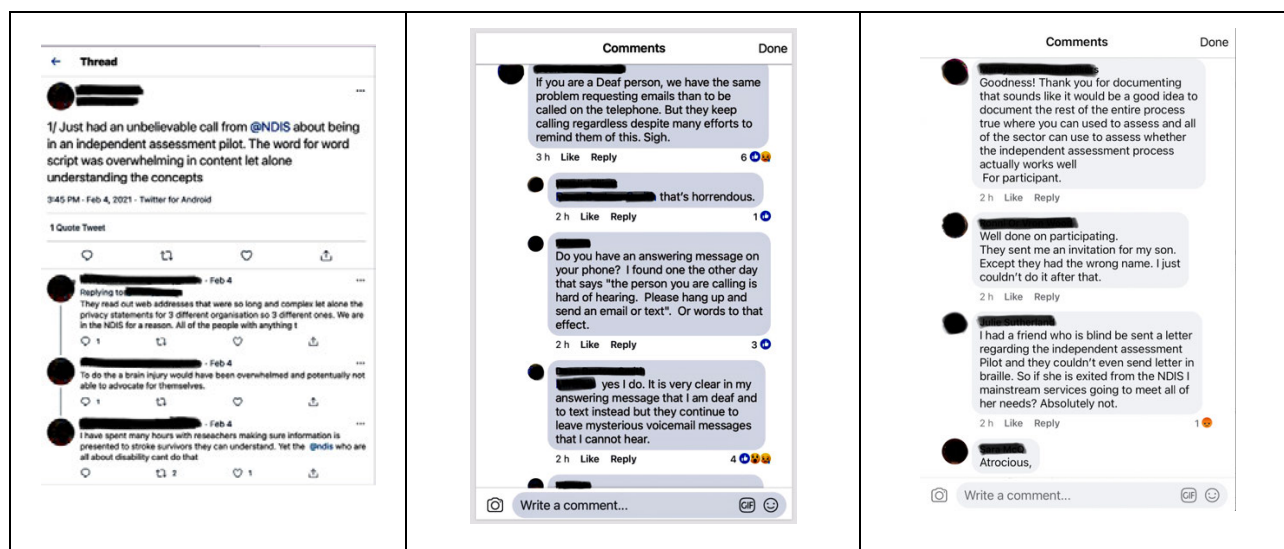 Thread
1/ Just had an unbelievable call from @NDIS about being
in an independent assessment pilot. The word for word
script was overwhelming in content let alone
understanding the concepts
3:45 PM · Feb 4, 2021 · Twitter for Android
1 Quote Tweet
· Feb 4
Replying to
They read out web addresses that were so long and complex let alone the
privacy statements for 3 different organisation so 3 different ones. We are
in the NDIS for a reason. All of the people with anything t
1
· Feb 4
To do the a brain injury would have been overwhelmed and potentually not
able to advocate for themselves.
1
· Feb 4
I have spent many hours with reseachers making sure information is
presented to stroke survivors they can understand. Yet the @ndis who are
all about disability cant do that
2 1
Comments Done
If you are a Deaf person, we have the same
problem requesting emails than to be
called on the telephone. But they keep
calling regardless despite many efforts to
remind them of this. Sigh.
3 h Like Reply 6
that's horrendous.
2 h Like Reply 1
Do you have an answering message on
your phone? I found one the other day
that says "the person you are calling is
hard of hearing. Please hang up and
send an email or text". Or words to that
effect.
2 h Like Reply 3
yes I do. It is very clear in my
answering message that I am deaf and
to text instead but they continue to
leave mysterious voicemail messages
that I cannot hear.
2 h Like Reply 4
Write a comment... GIF
Comments Done
Goodness! Thank you for documenting
that sounds like it would be a good idea to
document the rest of the entire process
true where you can used to assess and all
of the sector can use to assess whether
the independent assessment process
actually works well
For participant.
2 h Like Reply
Well done on participating.
They sent me an invitation for my son.
Except they had the wrong name. I just
couldn't do it after that.
2 h Like Reply
I had a friend who is blind be sent a letter
regarding the independent assessment
Pilot and they couldn't even send letter in
braille. So if she is exited from the NDIS I
mainstream services going to meet all of
her needs? Absolutely not.
2 h Like Reply 1
Atrocious,
Write a comment... GIF